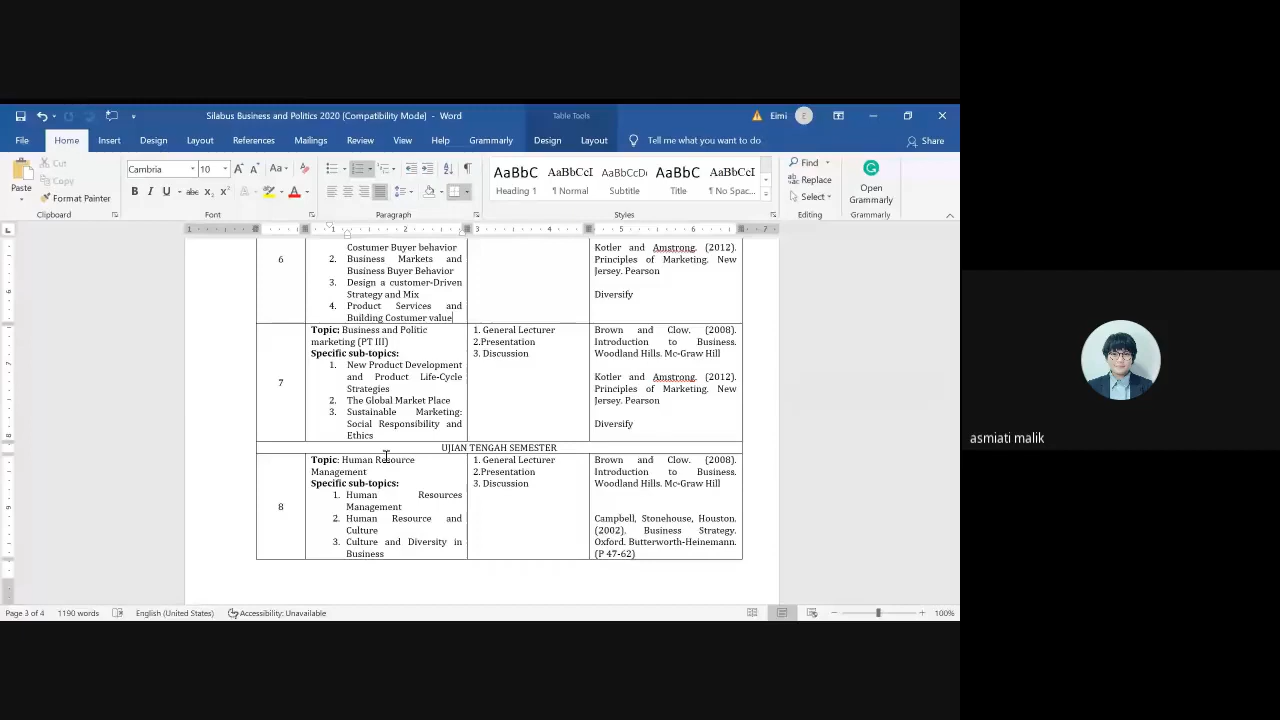 Silabus Business and Politics 2020 (Compatibility Mode) - Word
Table Tools
Eimi
E
File Home Insert Design Layout References Mailings Review View Help Grammarly Design Layout Tell me what you want to do Share
Paste
Cut
Copy
Format Painter
Clipboard
Cambria 10
Font
Paragraph
AaBbC AaBbCcI AaBbCcD AaBbC AaBbCcI
Heading 1 ¶ Normal Subtitle Title ¶ No Spac...
Styles
Find
Replace
Select
Editing
Open
Grammarly
Grammarly
6
Costumer Buyer behavior
2. Business Markets and
Business Buyer Behavior
3. Design a customer-Driven
Strategy and Mix
4. Product Services and
Building Costumer value
Kotler and Amstrong. (2012).
Principles of Marketing. New
Jersey. Pearson
Diversify
7
Topic: Business and Politic
marketing (PT III)
Specific sub-topics:
1. New Product Development
and Product Life-Cycle
Strategies
2. The Global Market Place
3. Sustainable Marketing:
Social Responsibility and
Ethics
1. General Lecturer
2.Presentation
3. Discussion
Brown and Clow. (2008).
Introduction to Business.
Woodland Hills. Mc-Graw Hill
Kotler and Amstrong. (2012).
Principles of Marketing. New
Jersey. Pearson
Diversify
UJIAN TENGAH SEMESTER
8
Topic: Human Resource
Management
Specific sub-topics:
1. Human Resources
Management
2. Human Resource and
Culture
3. Culture and Diversity in
Business
1. General Lecturer
2.Presentation
3. Discussion
Brown and Clow. (2008).
Introduction to Business.
Woodland Hills. Mc-Graw Hill
Campbell, Stonehouse, Houston.
(2002). Business Strategy.
Oxford. Butterworth-Heinemann.
(P 47-62)
Page 3 of 4 1190 words English (United States) Accessibility: Unavailable 100%
asmiati malik